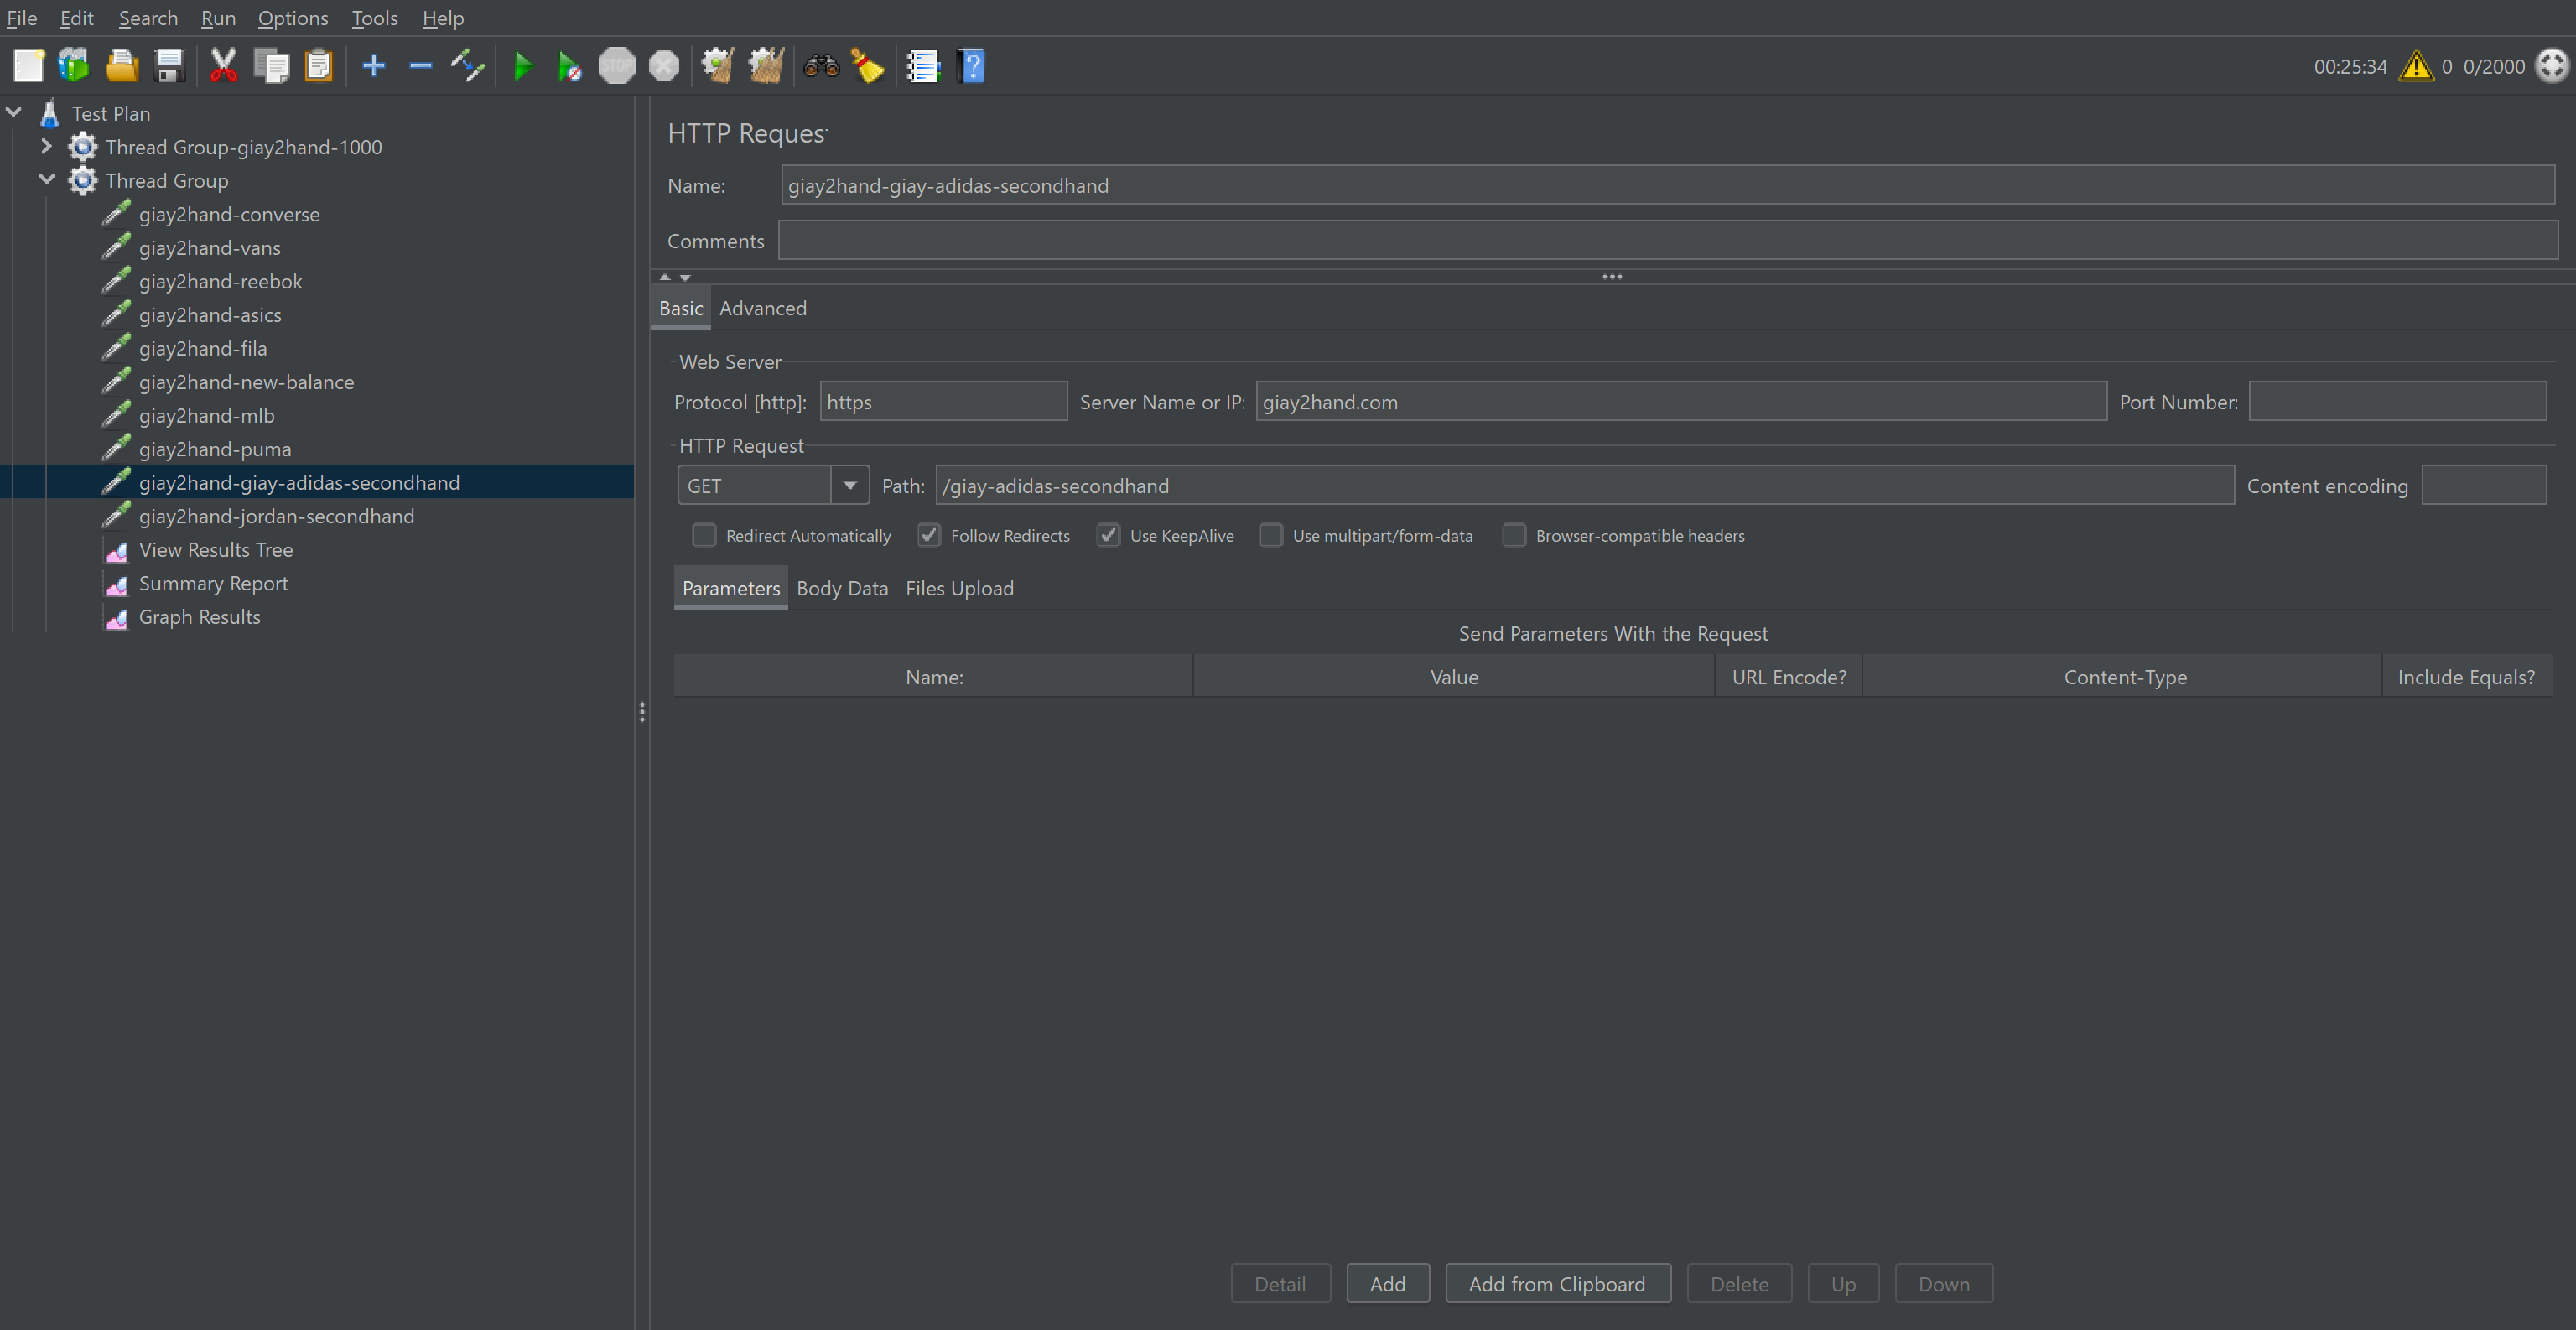 File Edit Search Run Options Tools Help
STOP
00:25:34 0 0/2000
Test Plan
Thread Group-giay2hand-1000
Thread Group
giay2hand-converse
giay2hand-vans
giay2hand-reebok
giay2hand-asics
giay2hand-fila
giay2hand-new-balance
giay2hand-mlb
giay2hand-puma
giay2hand-giay-adidas-secondhand
giay2hand-jordan-secondhand
View Results Tree
Summary Report
Graph Results
HTTP Request
Name: giay2hand-giay-adidas-secondhand
Comments:
Basic Advanced
Web Server
Protocol [http]: https Server Name or IP: giay2hand.com Port Number:
HTTP Request
GET Path: /giay-adidas-secondhand Content encoding
Redirect Automatically Follow Redirects Use KeepAlive Use multipart/form-data Browser-compatible headers
Parameters Body Data Files Upload
Send Parameters With the Request
Name: Value URL Encode? Content-Type Include Equals?
Detail Add Add from Clipboard Delete Up Down